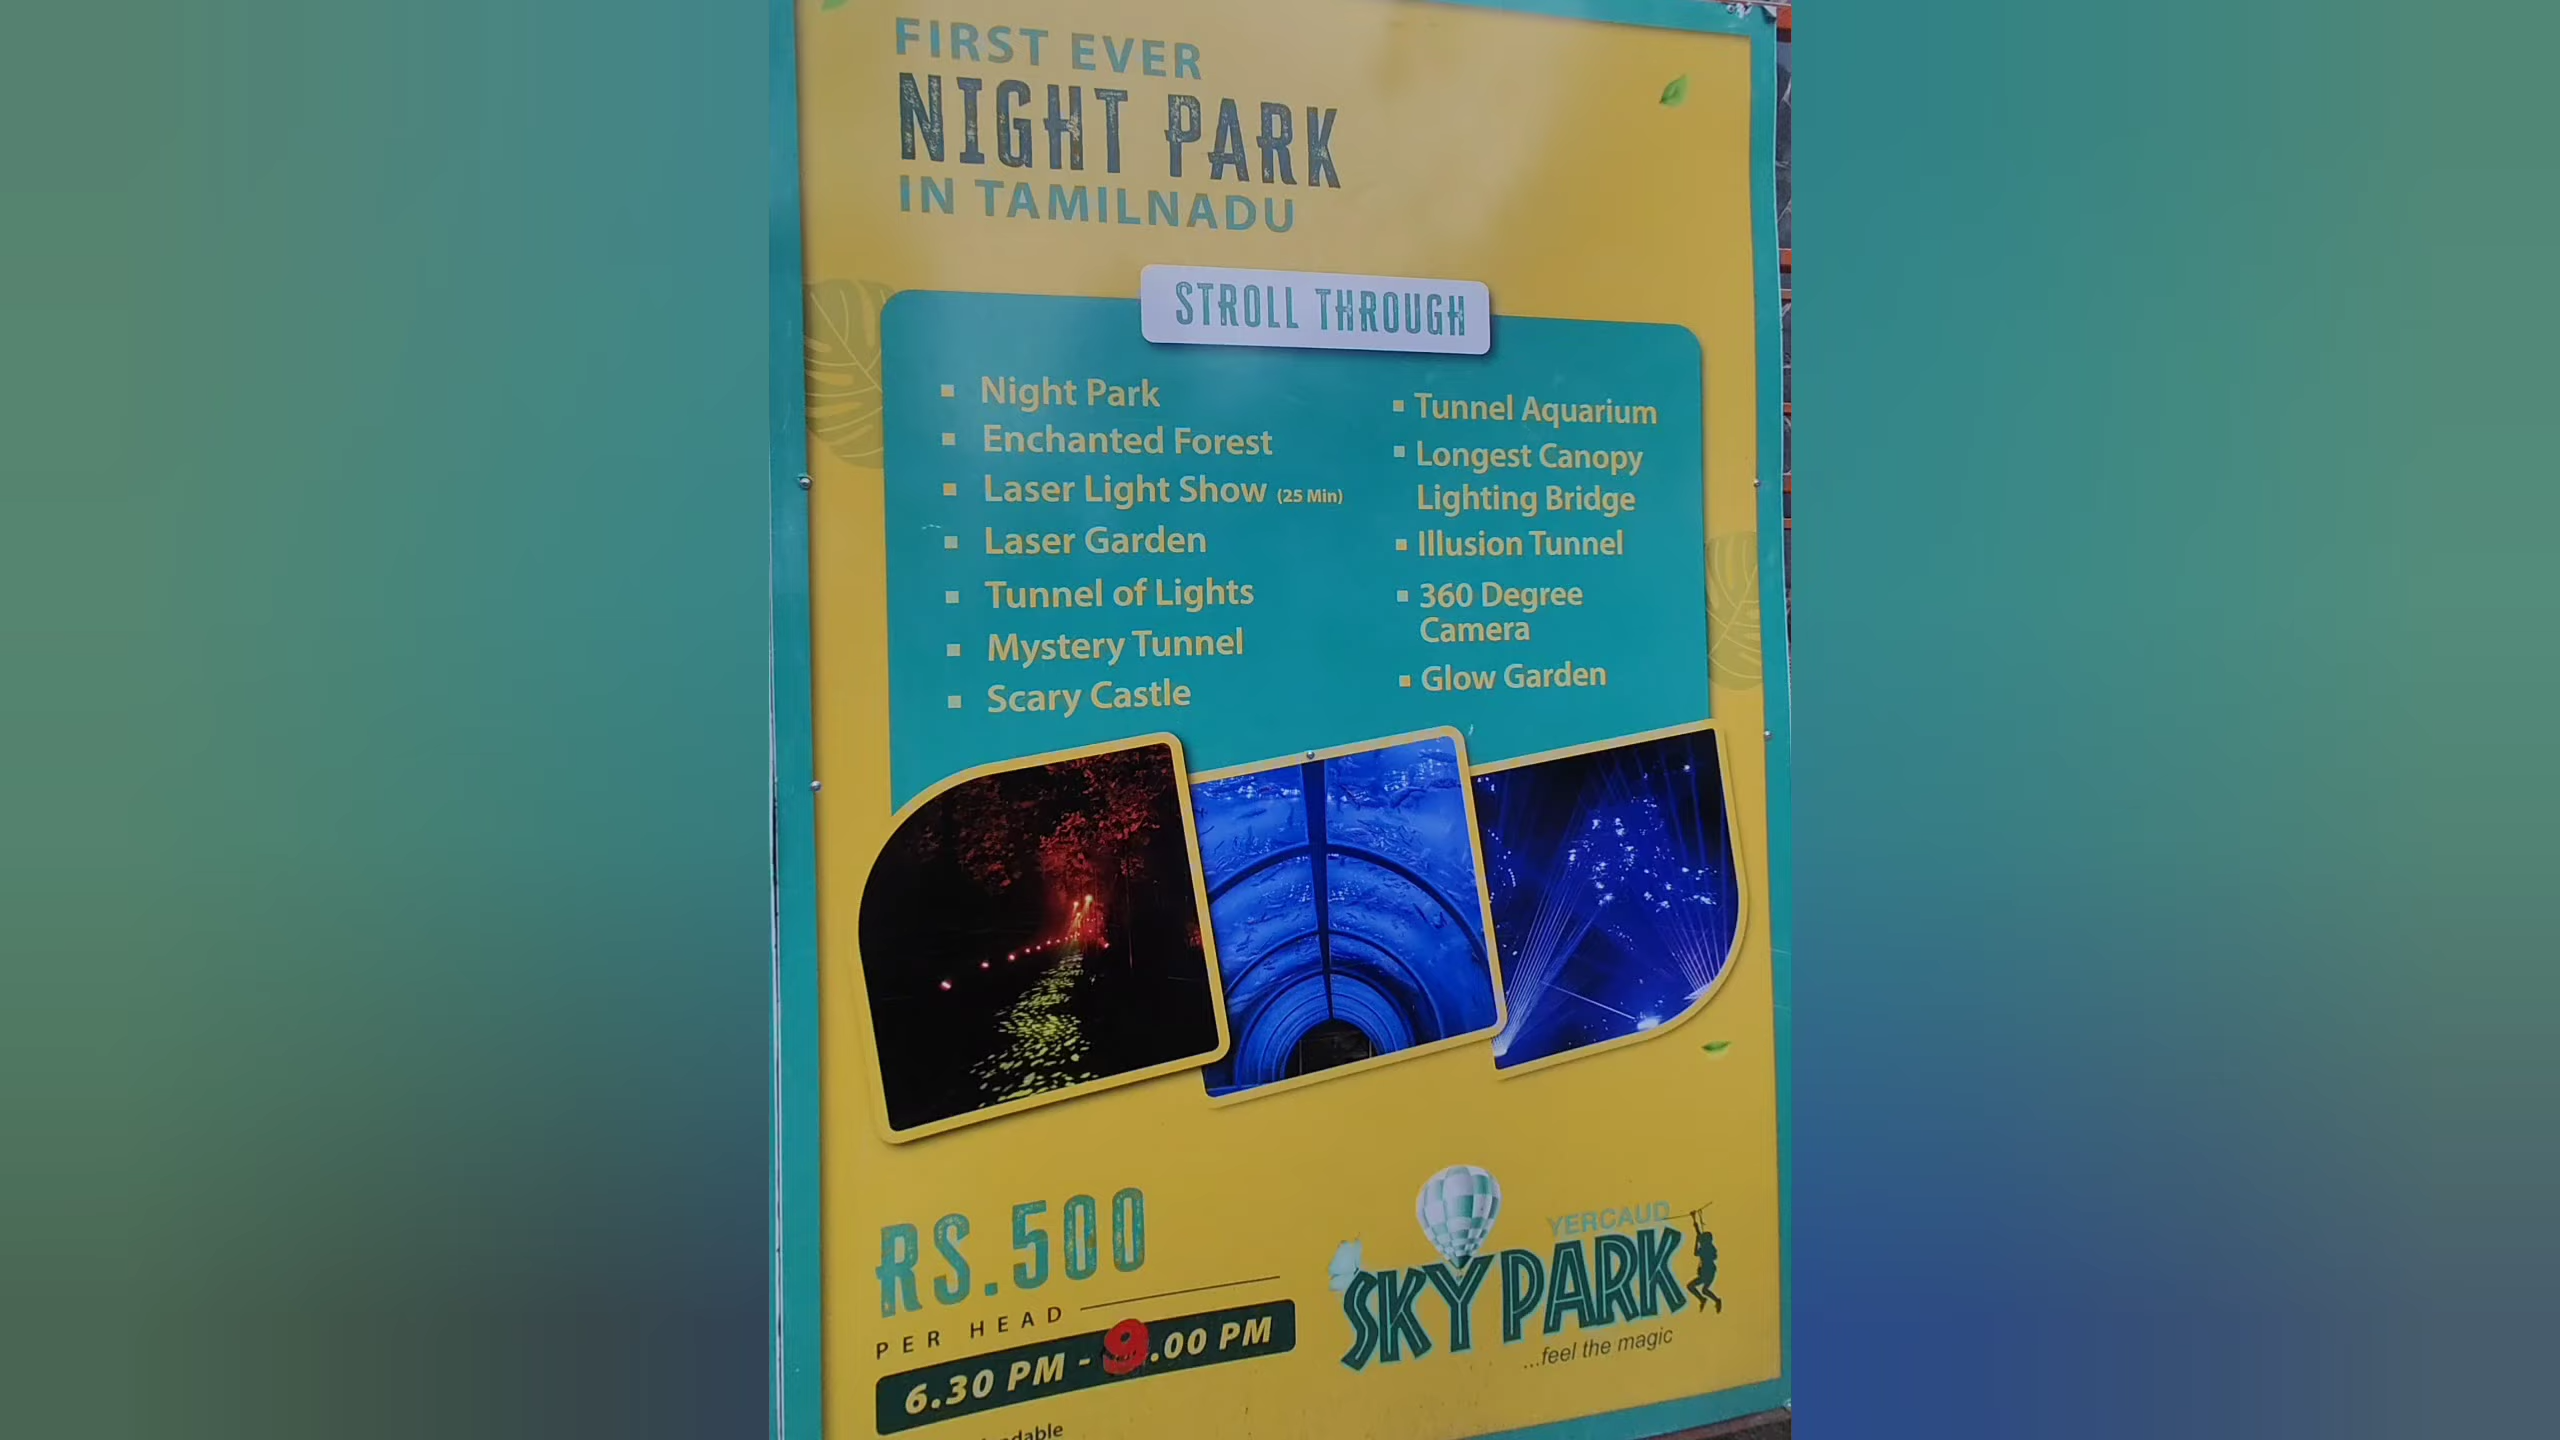 FIRST EVER
NIGHT PARK
IN TAMILNADU
STROLL THROUGH
Night Park
Enchanted Forest
Laser Light Show (25 Min)
Laser Garden
Tunnel of Lights
Mystery Tunnel
Scary Castle
Tunnel Aquarium
Longest Canopy
Lighting Bridge
Illusion Tunnel
360 Degree
Camera
Glow Garden
RS.500
PER HEAD
6.30 PM - 9.00 PM
YERCAUD
SKY PARK
...feel the magic